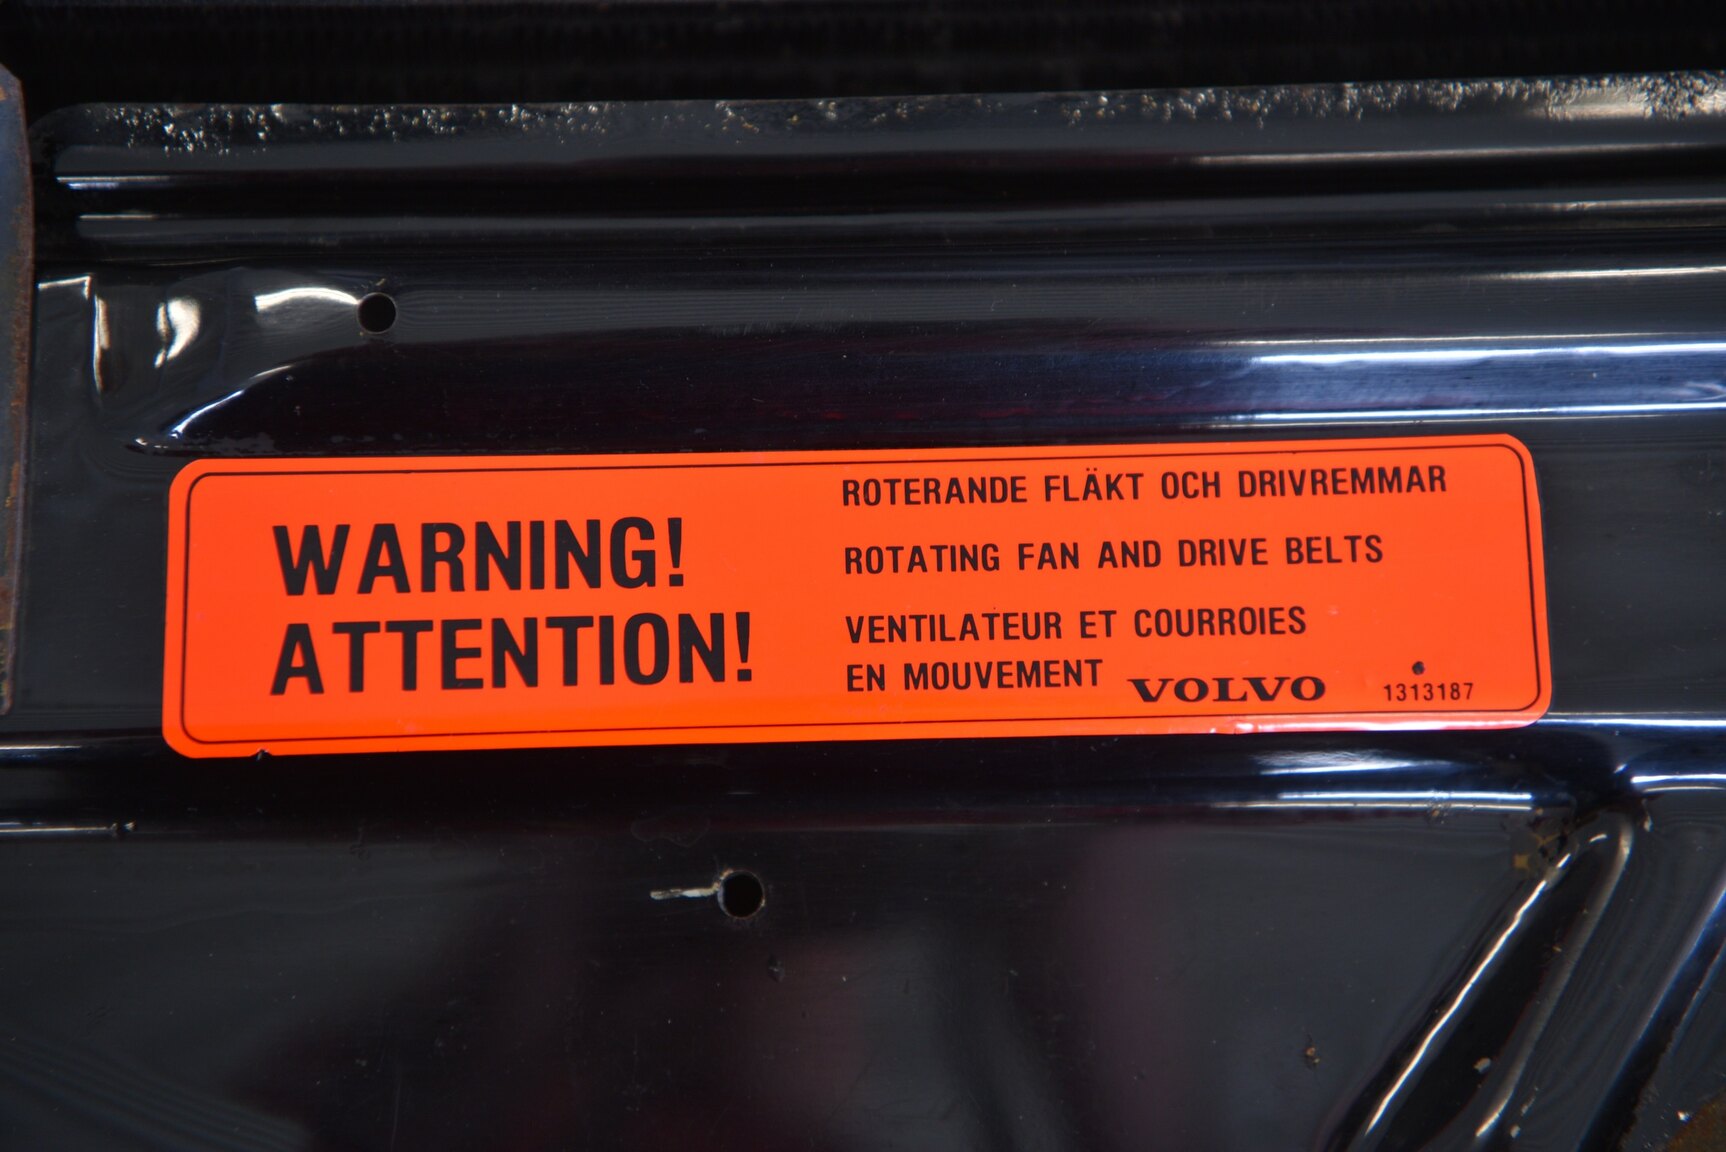 WARNING!
ATTENTION!
ROTERANDE FLÄKT OCH DRIVREMMAR
ROTATING FAN AND DRIVE BELTS
VENTILATEUR ET COURROIES
EN MOUVEMENT
VOLVO
1313187